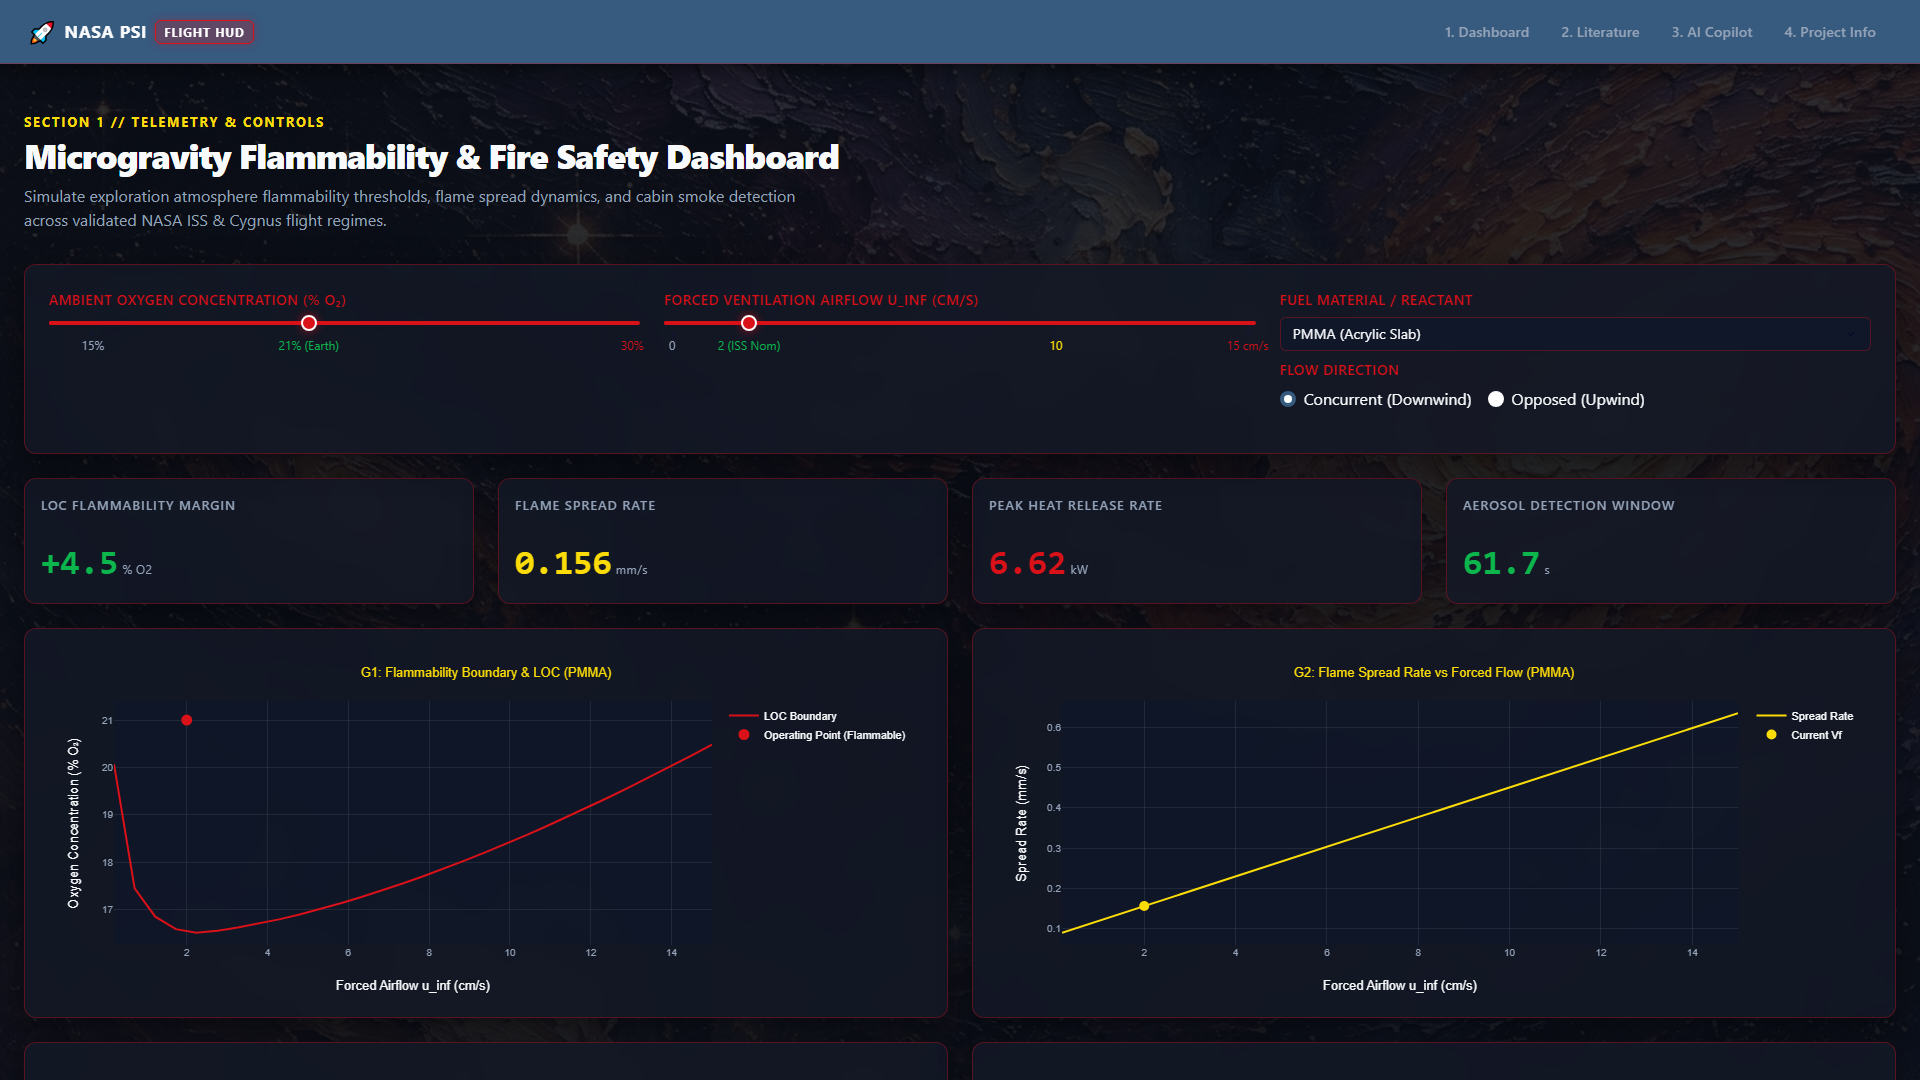 NASA PSI FLIGHT HUD
1. Dashboard 2. Literature 3. AI Copilot 4. Project Info
SECTION 1 // TELEMETRY & CONTROLS
Microgravity Flammability & Fire Safety Dashboard
Simulate exploration atmosphere flammability thresholds, flame spread dynamics, and cabin smoke detection
across validated NASA ISS & Cygnus flight regimes.
AMBIENT OXYGEN CONCENTRATION (% O₂)
15% 21% (Earth) 30%
FORCED VENTILATION AIRFLOW U_INF (CM/S)
0 2 (ISS Nom) 10 15 cm/s
FUEL MATERIAL / REACTANT
PMMA (Acrylic Slab)
FLOW DIRECTION
Concurrent (Downwind) Opposed (Upwind)
LOC FLAMMABILITY MARGIN
+4.5 % O2
FLAME SPREAD RATE
0.156 mm/s
PEAK HEAT RELEASE RATE
6.62 kW
AEROSOL DETECTION WINDOW
61.7 s
G1: Flammability Boundary & LOC (PMMA)
LOC Boundary
Operating Point (Flammable)
Oxygen Concentration (% O₂)
21
20
19
18
17
2 4 6 8 10 12 14
Forced Airflow u_inf (cm/s)
G2: Flame Spread Rate vs Forced Flow (PMMA)
Spread Rate
Current Vf
Spread Rate (mm/s)
0.6
0.5
0.4
0.3
0.2
0.1
2 4 6 8 10 12 14
Forced Airflow u_inf (cm/s)